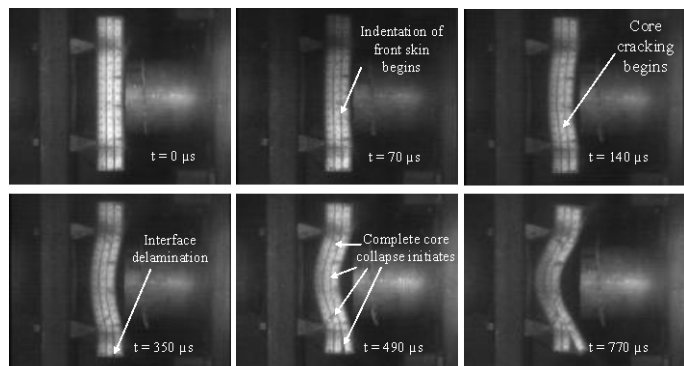 t = 0 µs
Indentation of
front skin
begins
t = 70 µs
Core
cracking
begins
t = 140 µs
Interface
delamination
t = 350 µs
Complete core
collapse initiates
t = 490 µs
t = 770 µs